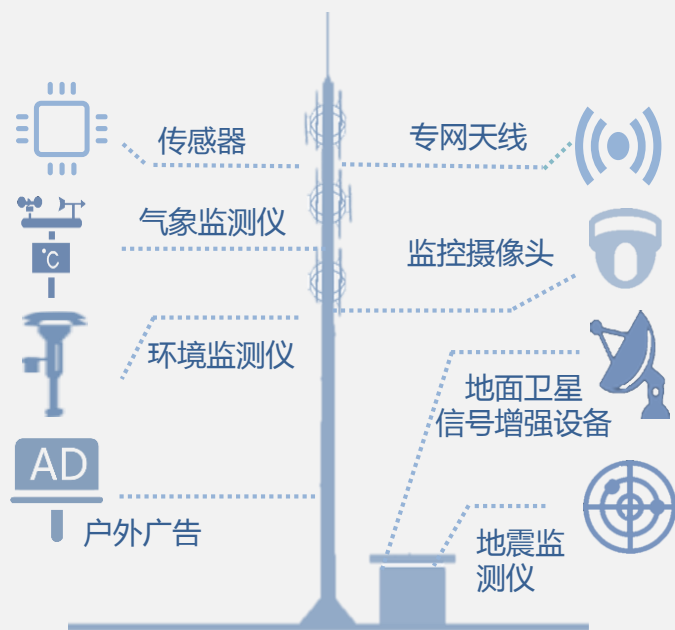 传感器
专网天线
气象监测仪
℃
监控摄像头
环境监测仪
地面卫星
信号增强设备
AD
户外广告
地震监
测仪